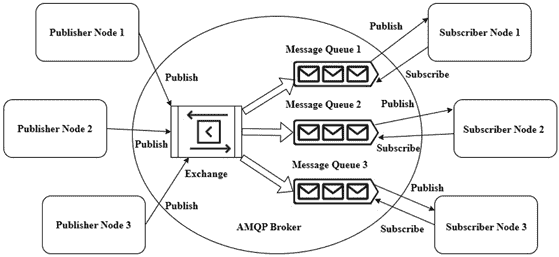 Publisher Node 1
Publish
Message Queue 1
Publish
Subscriber Node 1
Subscribe
Publisher Node 2
Publish
Exchange
Message Queue 2
Publish
Subscriber Node 2
Subscribe
Message Queue 3
Publish
Publisher Node 3
Publish
AMQP Broker
Subscribe
Subscriber Node 3